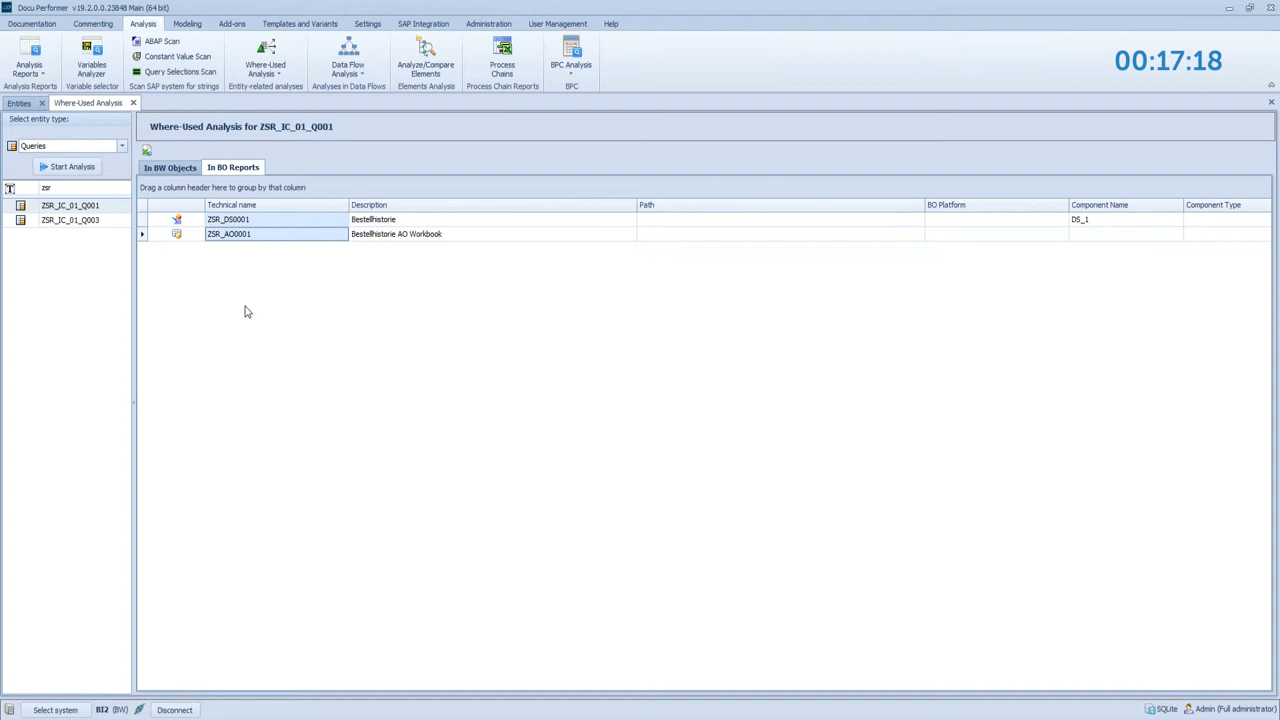 Docu Performer v19.2.0.0.23848 Main (64 bit)
Documentation Commenting Analysis Modeling Add-ons Templates and Variants Settings SAP Integration Administration User Management Help
Analysis Reports
Variables Analyzer
ABAP Scan
Constant Value Scan
Query Selections Scan
Where-Used Analysis
Data Flow Analysis
Analyze/Compare Elements
Process Chains
BPC Analysis
00:17:18
Analysis Reports Variable selector Scan SAP system for strings Entity-related analyses Analyses in Data Flows Elements Analysis Process Chain Reports BPC
Entities Where-Used Analysis
Select entity type:
Queries
Start Analysis
zsr
ZSR_IC_01_Q001
ZSR_IC_01_Q003
Where-Used Analysis for ZSR_IC_01_Q001
In BW Objects In BO Reports
Drag a column header here to group by that column
Technical name Description Path BO Platform Component Name Component Type
ZSR_DS0001 Bestellhistorie DS_1
ZSR_AO0001 Bestellhistorie AO Workbook
Select system BI2 (BW) Disconnect SQLite Admin (Full administrator)